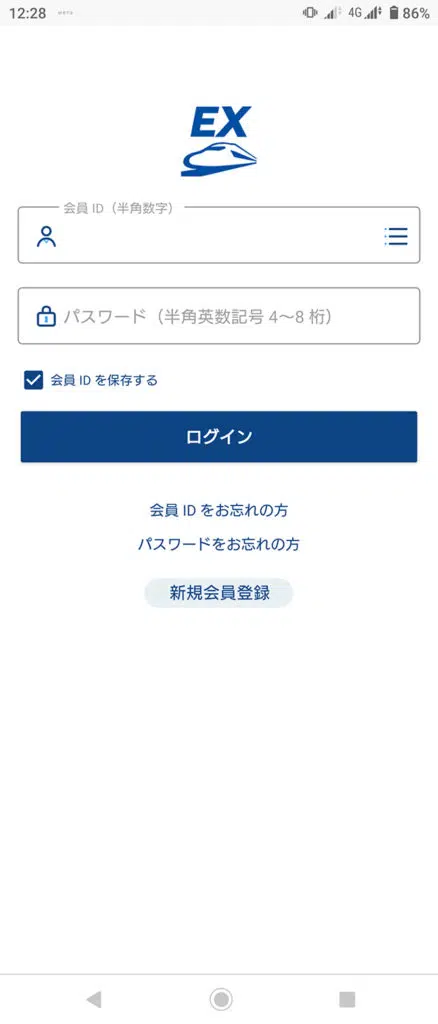 12:28
4G
86%
EX
会員 ID（半角数字）
パスワード（半角英数記号 4～8 桁）
会員 ID を保存する
ログイン
会員 ID をお忘れの方
パスワードをお忘れの方
新規会員登録